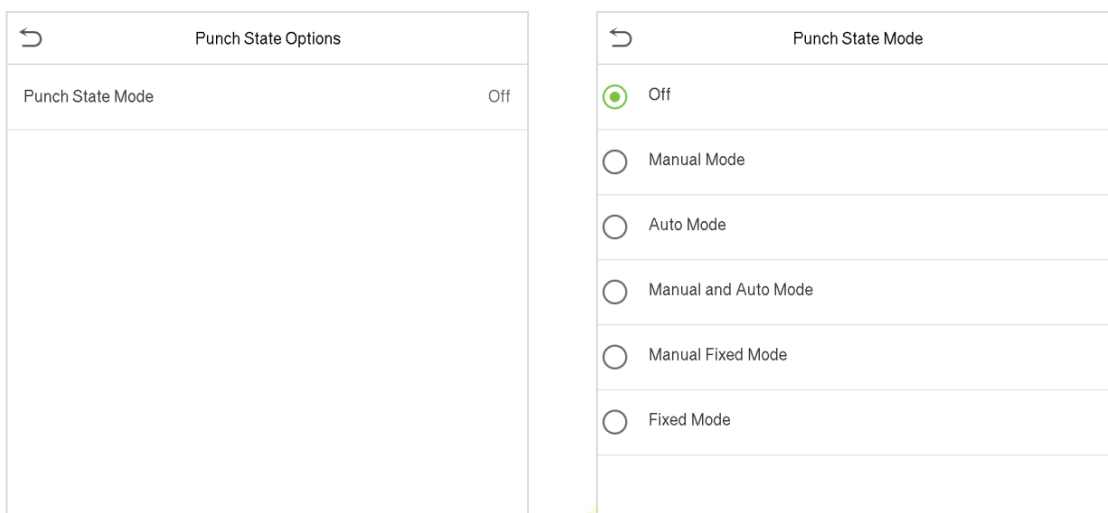 Punch State Options
Punch State Mode Off
Punch State Mode
Off
Manual Mode
Auto Mode
Manual and Auto Mode
Manual Fixed Mode
Fixed Mode